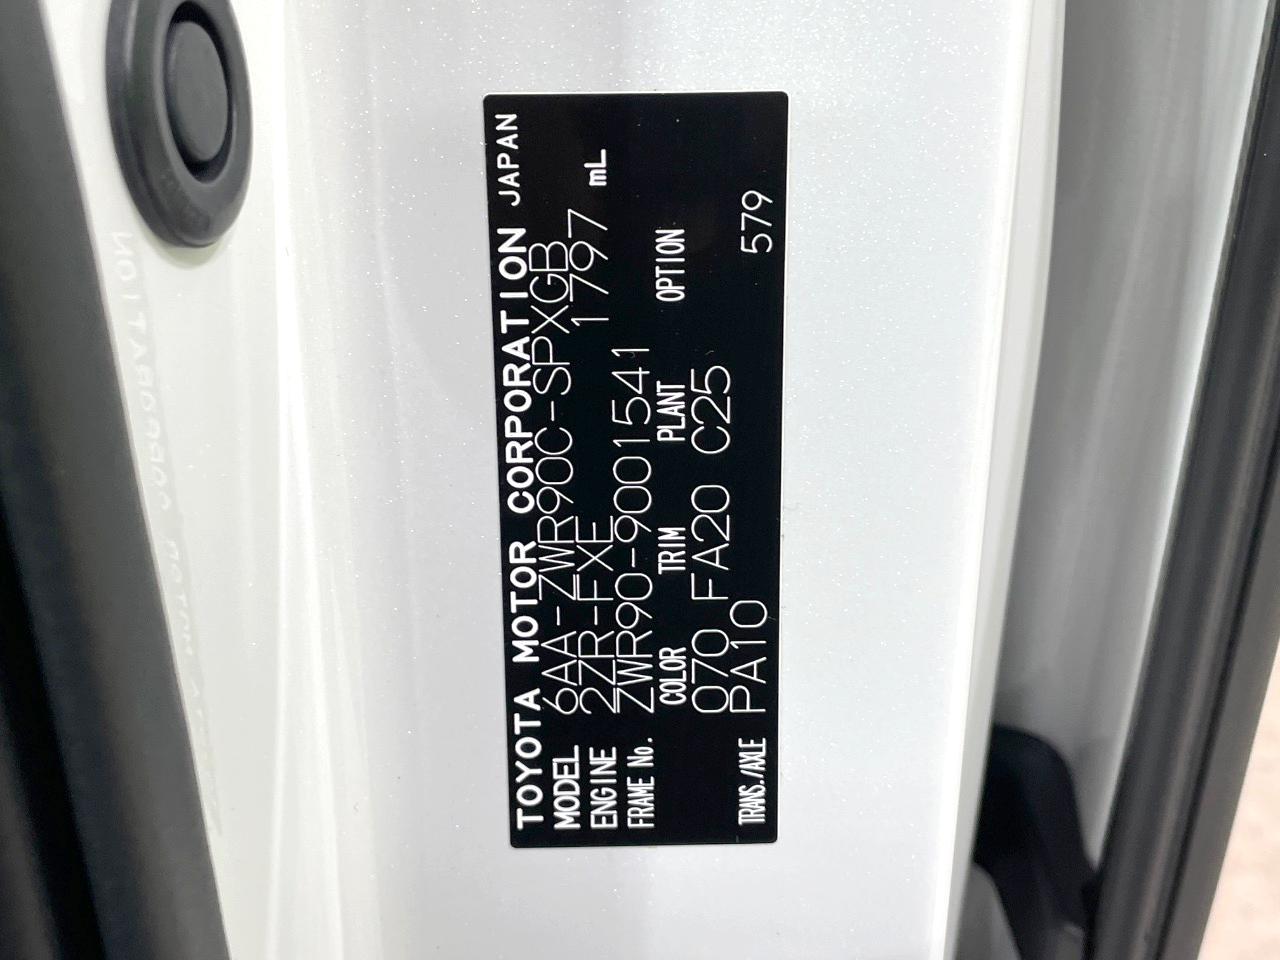 TOYOTA MOTOR CORPORATION JAPAN
MODEL 6AA-ZWR90C-SPXGB
ENGINE 2ZR-FXE 1797 mL
FRAME No. ZWR90-9001541
COLOR TRIM PLANT OPTION
070 FA20 C25
TRANS./AXLE PA10 579